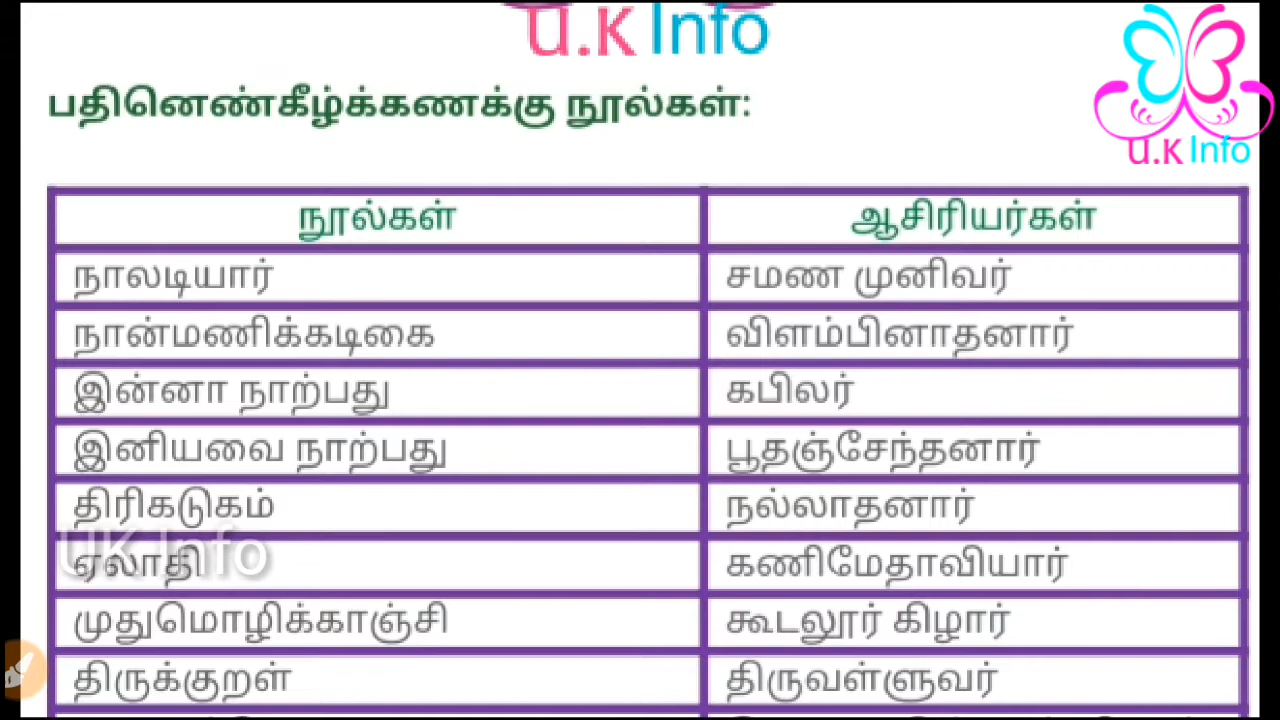 U.K Info
U.K Info
பதினெண்கீழ்க்கணக்கு நூல்கள்:
நூல்கள் ஆசிரியர்கள்
நாலடியார் சமண முனிவர்
நான்மணிக்கடிகை விளம்பினாதனார்
இன்னா நாற்பது கபிலர்
இனியவை நாற்பது பூதஞ்சேந்தனார்
திரிகடுகம் நல்லாதனார்
UK Info
ஏலாதி கணிமேதாவியார்
முதுமொழிக்காஞ்சி கூடலூர் கிழார்
திருக்குறள் திருவள்ளுவர்